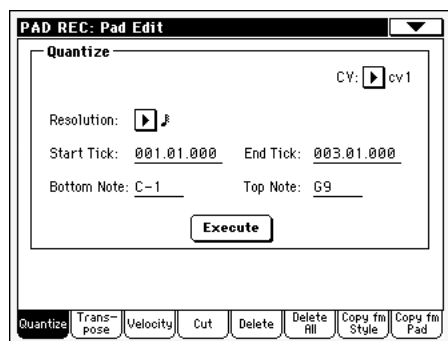 PAD REC: Pad Edit
Quantize
CV: cv1
Resolution:
Start Tick: 001.01.000 End Tick: 003.01.000
Bottom Note: C-1 Top Note: G9
Execute
Quantize Trans-pose Velocity Cut Delete Delete All Copy fm Style Copy fm Pad